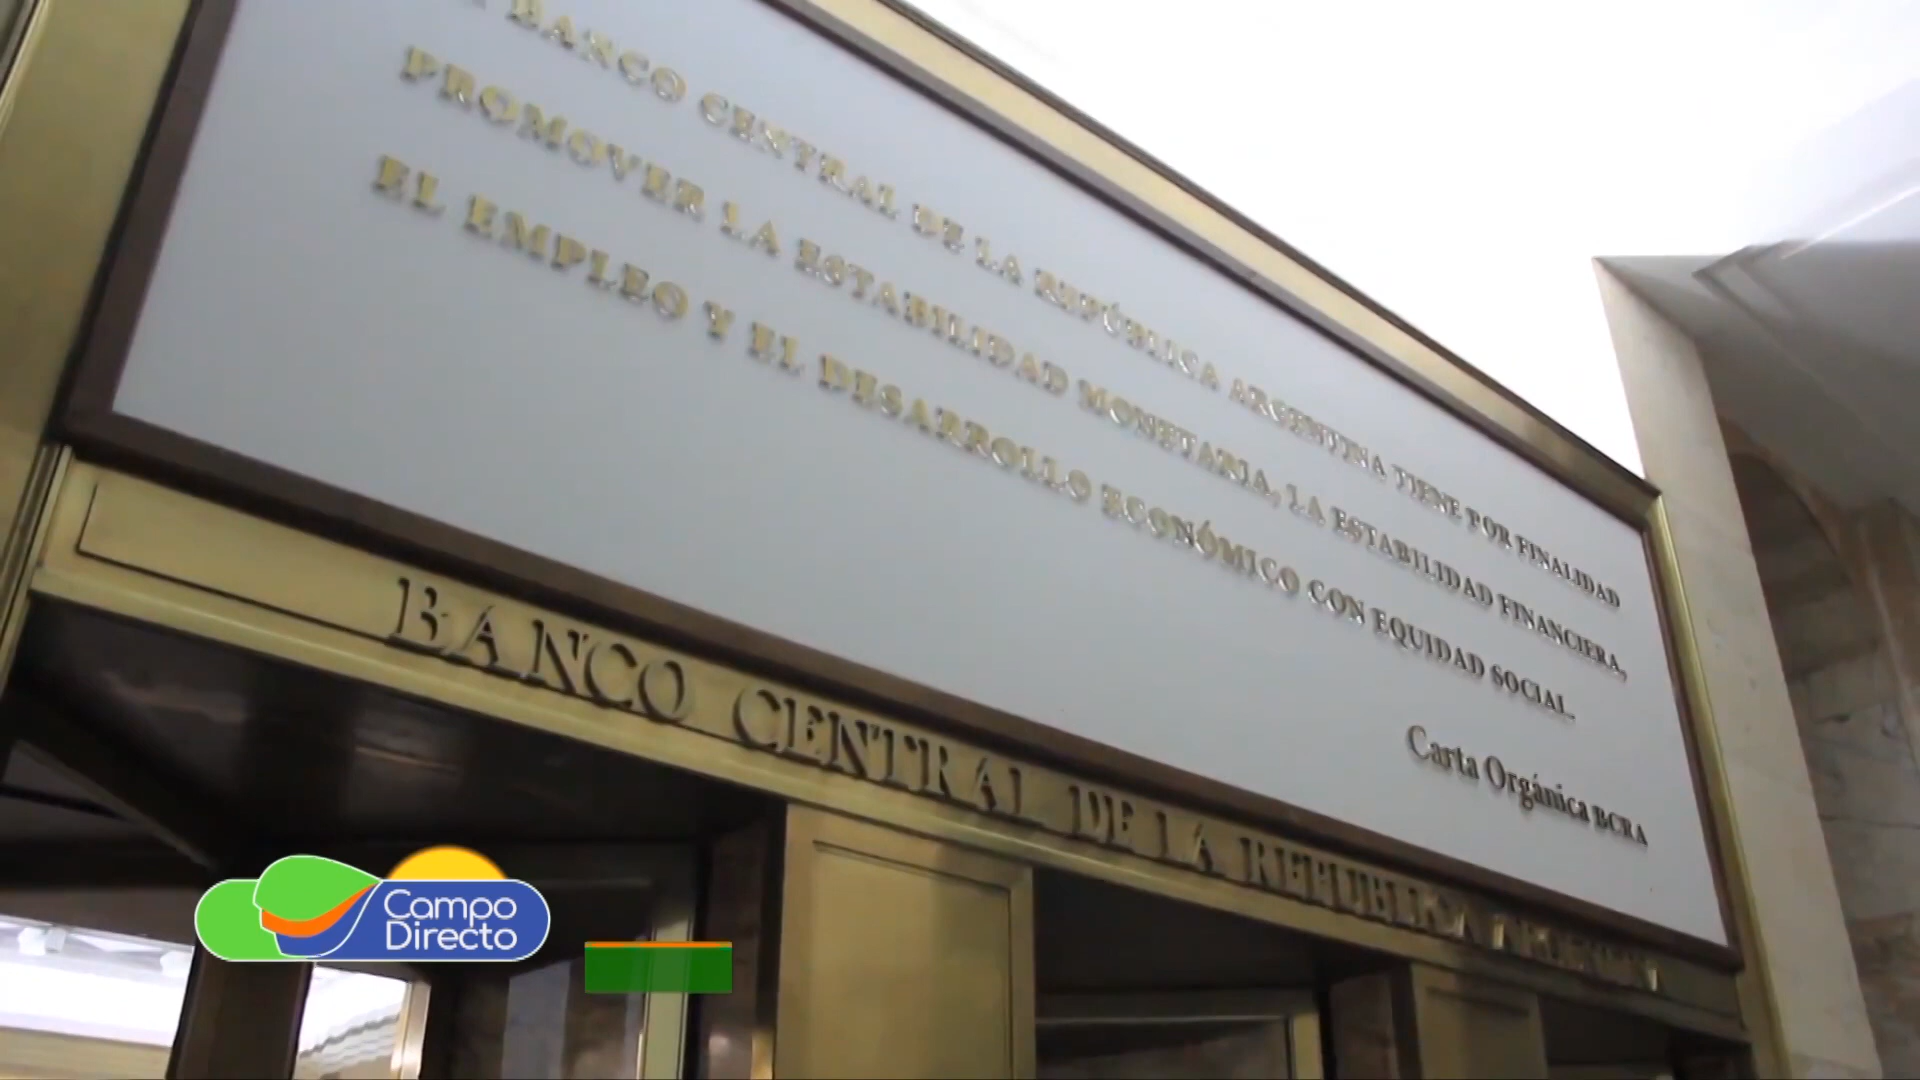 BANCO CENTRAL DE LA REPÚBLICA ARGENTINA TIENE POR FINALIDAD
PROMOVER LA ESTABILIDAD MONETARIA, LA ESTABILIDAD FINANCIERA,
EL EMPLEO Y EL DESARROLLO ECONÓMICO CON EQUIDAD SOCIAL.
Carta Orgánica BCRA
BANCO CENTRAL DE LA REPUBLICA ARGENTINA
Campo
Directo